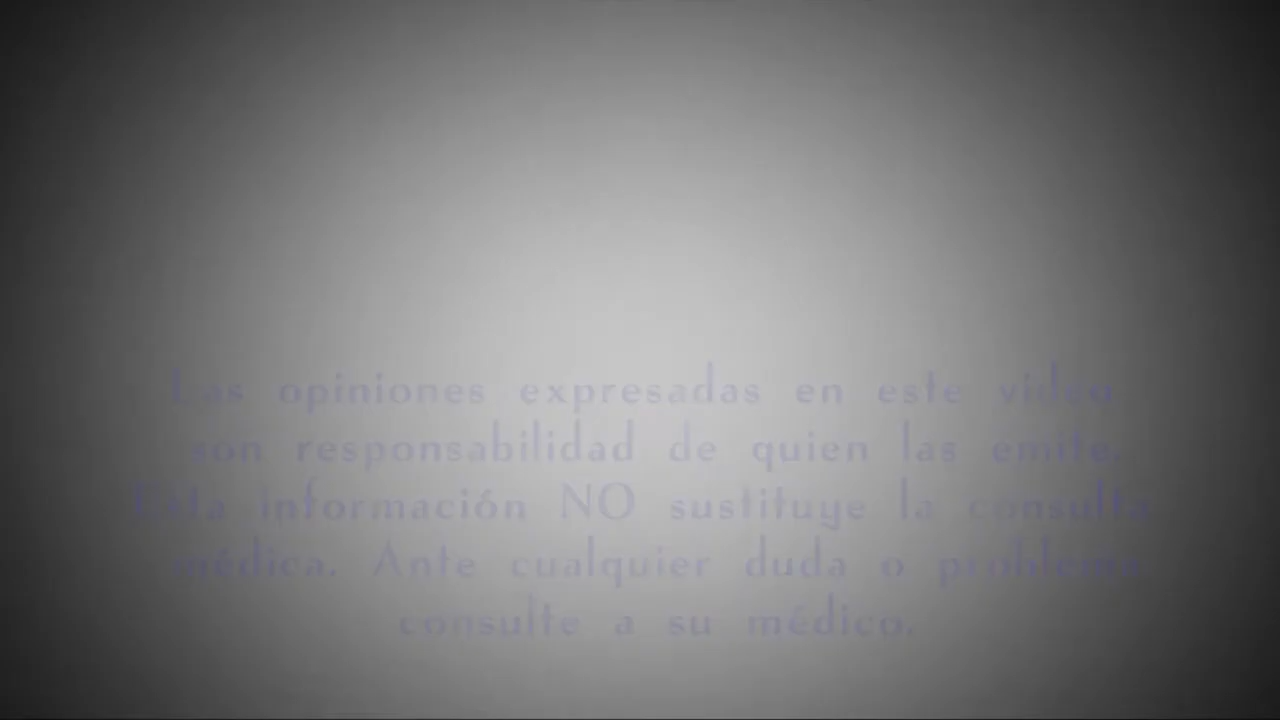 Las opiniones expresadas en este video
son responsabilidad de quien las emite.
Esta información NO sustituye la consulta
médica. Ante cualquier duda o problema
consulte a su médico.